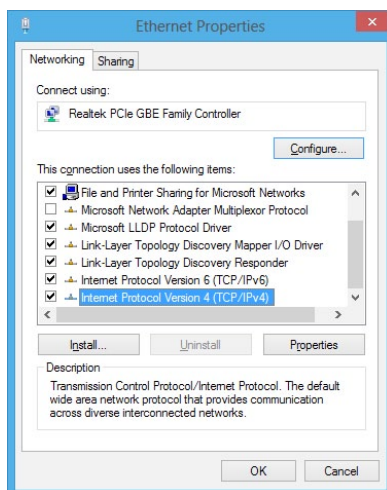 Ethernet Properties
Networking Sharing
Connect using:
Realtek PCIe GBE Family Controller
Configure...
This connection uses the following items:
File and Printer Sharing for Microsoft Networks
Microsoft Network Adapter Multiplexor Protocol
Microsoft LLDP Protocol Driver
Link-Layer Topology Discovery Mapper I/O Driver
Link-Layer Topology Discovery Responder
Internet Protocol Version 6 (TCP/IPv6)
Internet Protocol Version 4 (TCP/IPv4)
Install... Uninstall Properties
Description
Transmission Control Protocol/Internet Protocol. The default
wide area network protocol that provides communication
across diverse interconnected networks.
OK Cancel